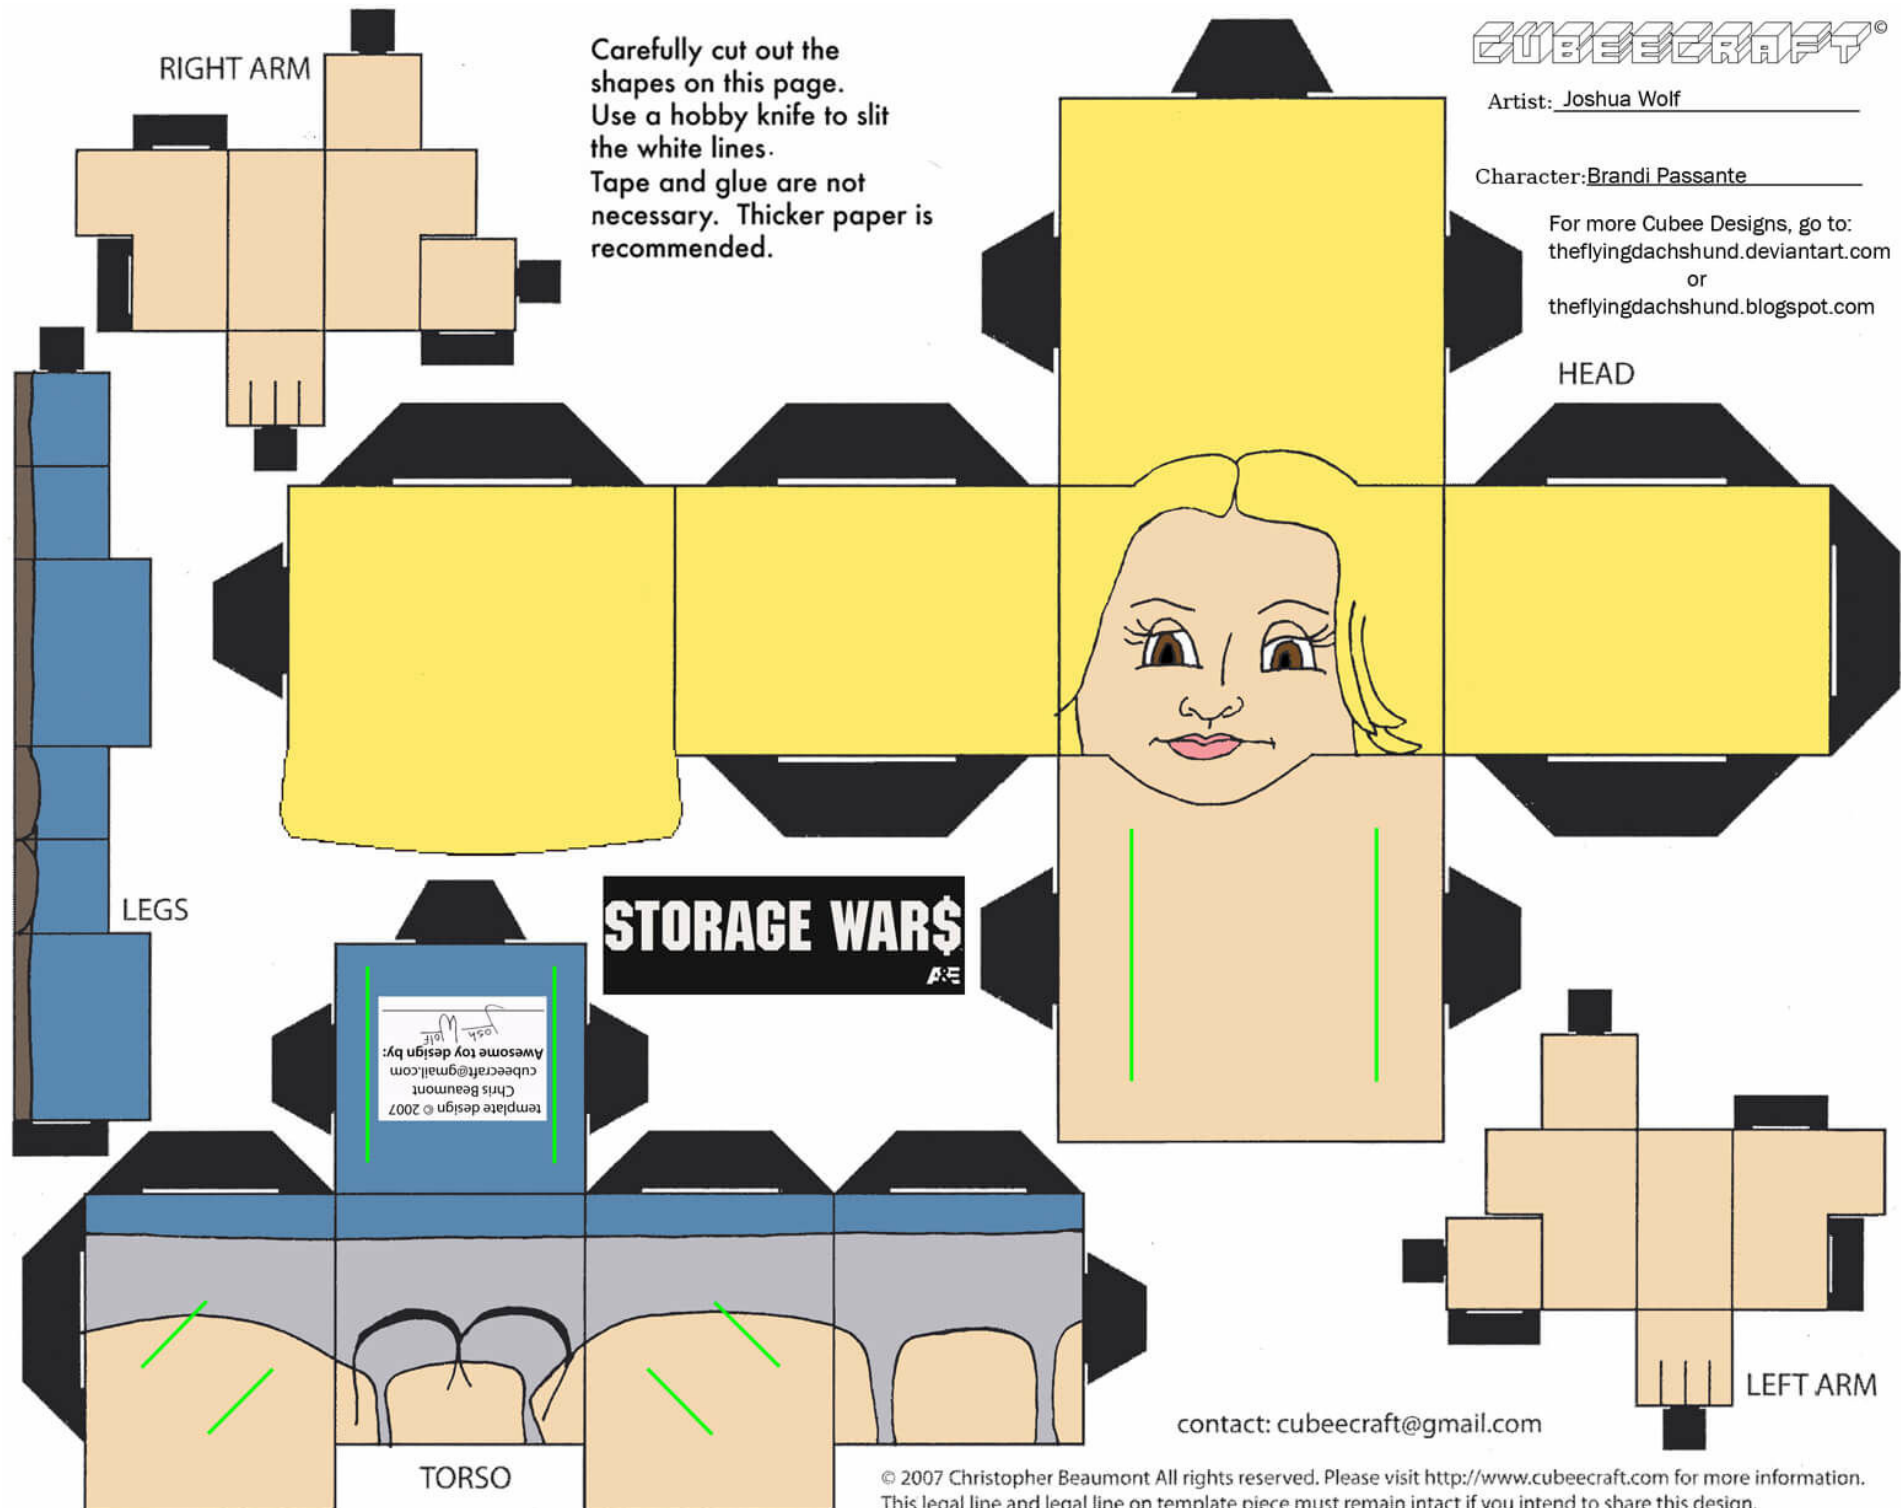 RIGHT ARM
Carefully cut out the
shapes on this page.
Use a hobby knife to slit
the white lines.
Tape and glue are not
necessary. Thicker paper is
recommended.
CUBEECRAFT©
Artist: Joshua Wolf
Character: Brandi Passante
For more Cubee Designs, go to:
theflyingdachshund.deviantart.com
or
theflyingdachshund.blogspot.com
HEAD
LEGS
STORAGE WAR$
A&E
template design © 2007
Chris Beaumont
cubeecraft@gmail.com
Awesome toy design by:
Josh Wolf
LEFT ARM
contact: cubeecraft@gmail.com
TORSO
© 2007 Christopher Beaumont All rights reserved. Please visit http://www.cubeecraft.com for more information.
This legal line and legal line on template piece must remain intact if you intend to share this design.